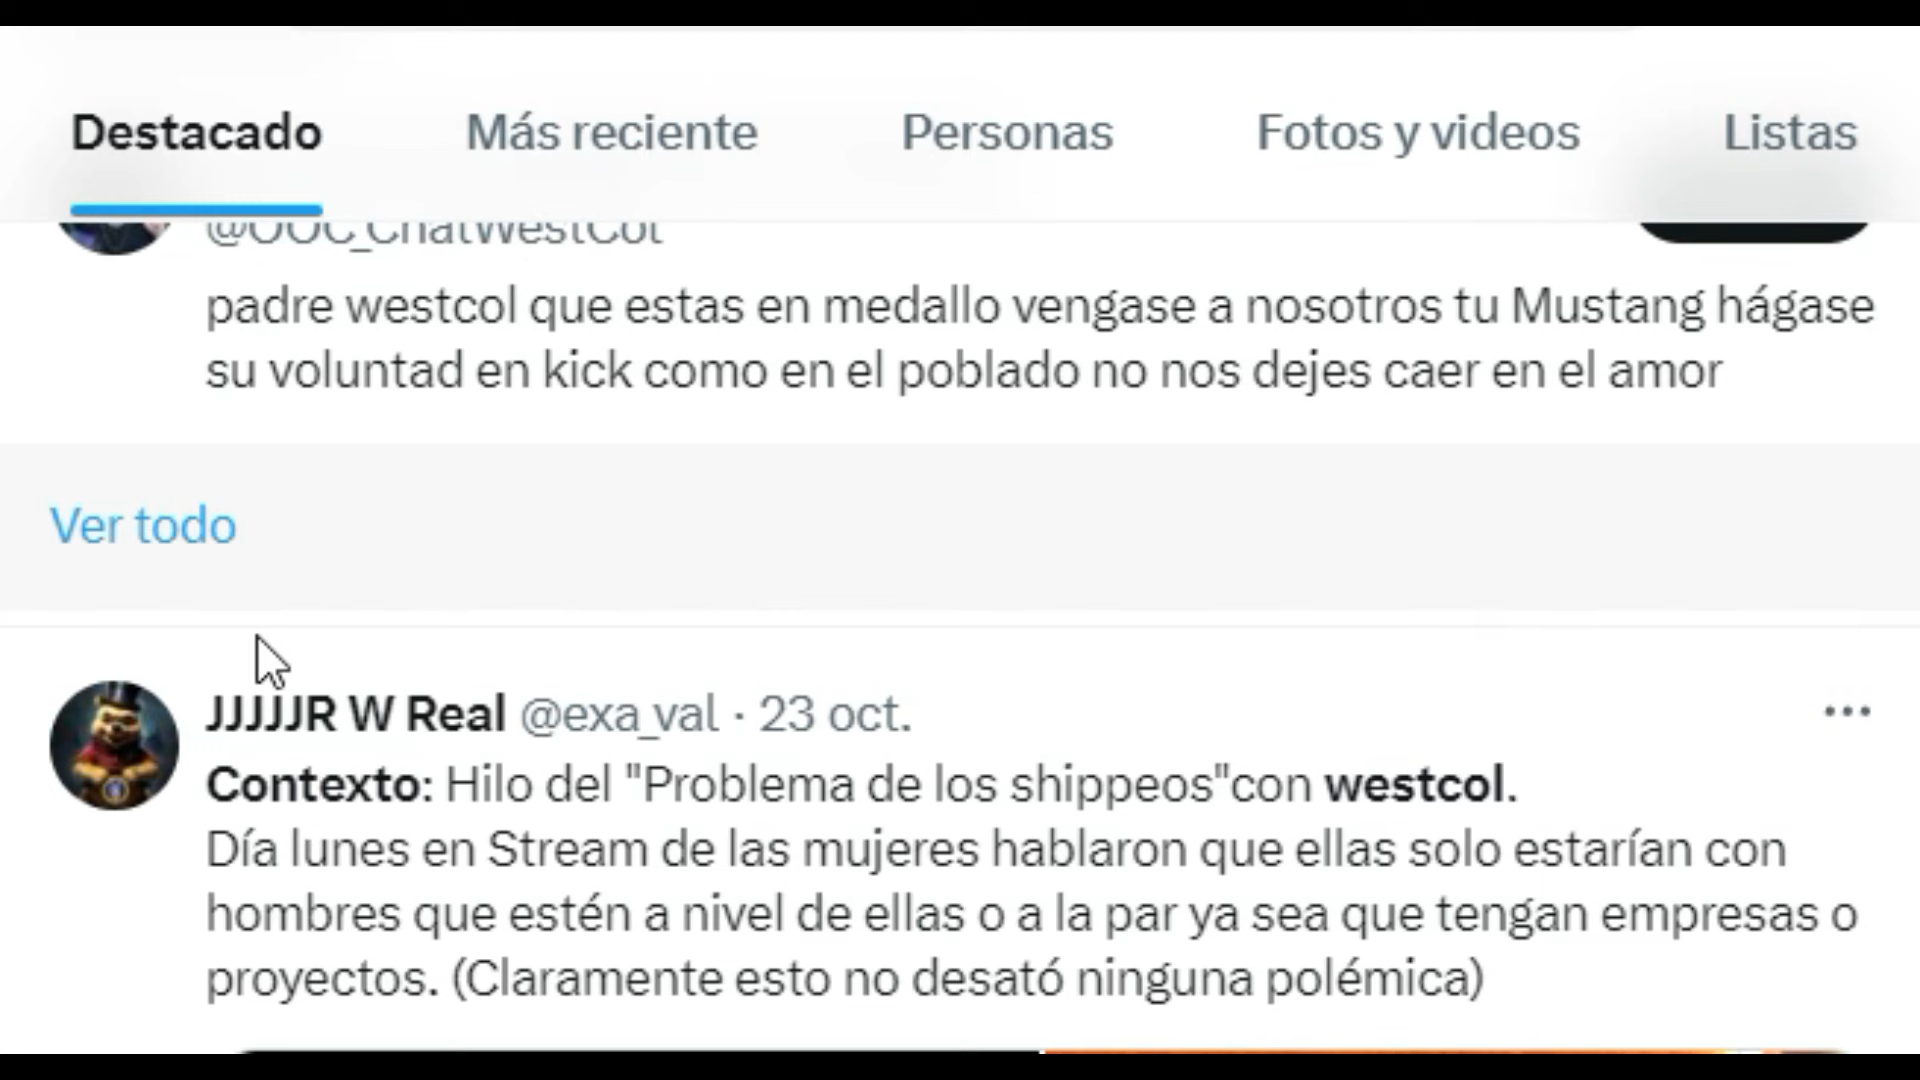 Destacado Más reciente Personas Fotos y videos Listas
@OOC_ChatWestCol
padre westcol que estas en medallo vengase a nosotros tu Mustang hágase
su voluntad en kick como en el poblado no nos dejes caer en el amor
Ver todo
JJJJJR W Real @exa_val · 23 oct.
Contexto: Hilo del "Problema de los shippeos"con westcol.
Día lunes en Stream de las mujeres hablaron que ellas solo estarían con
hombres que estén a nivel de ellas o a la par ya sea que tengan empresas o
proyectos. (Claramente esto no desató ninguna polémica)